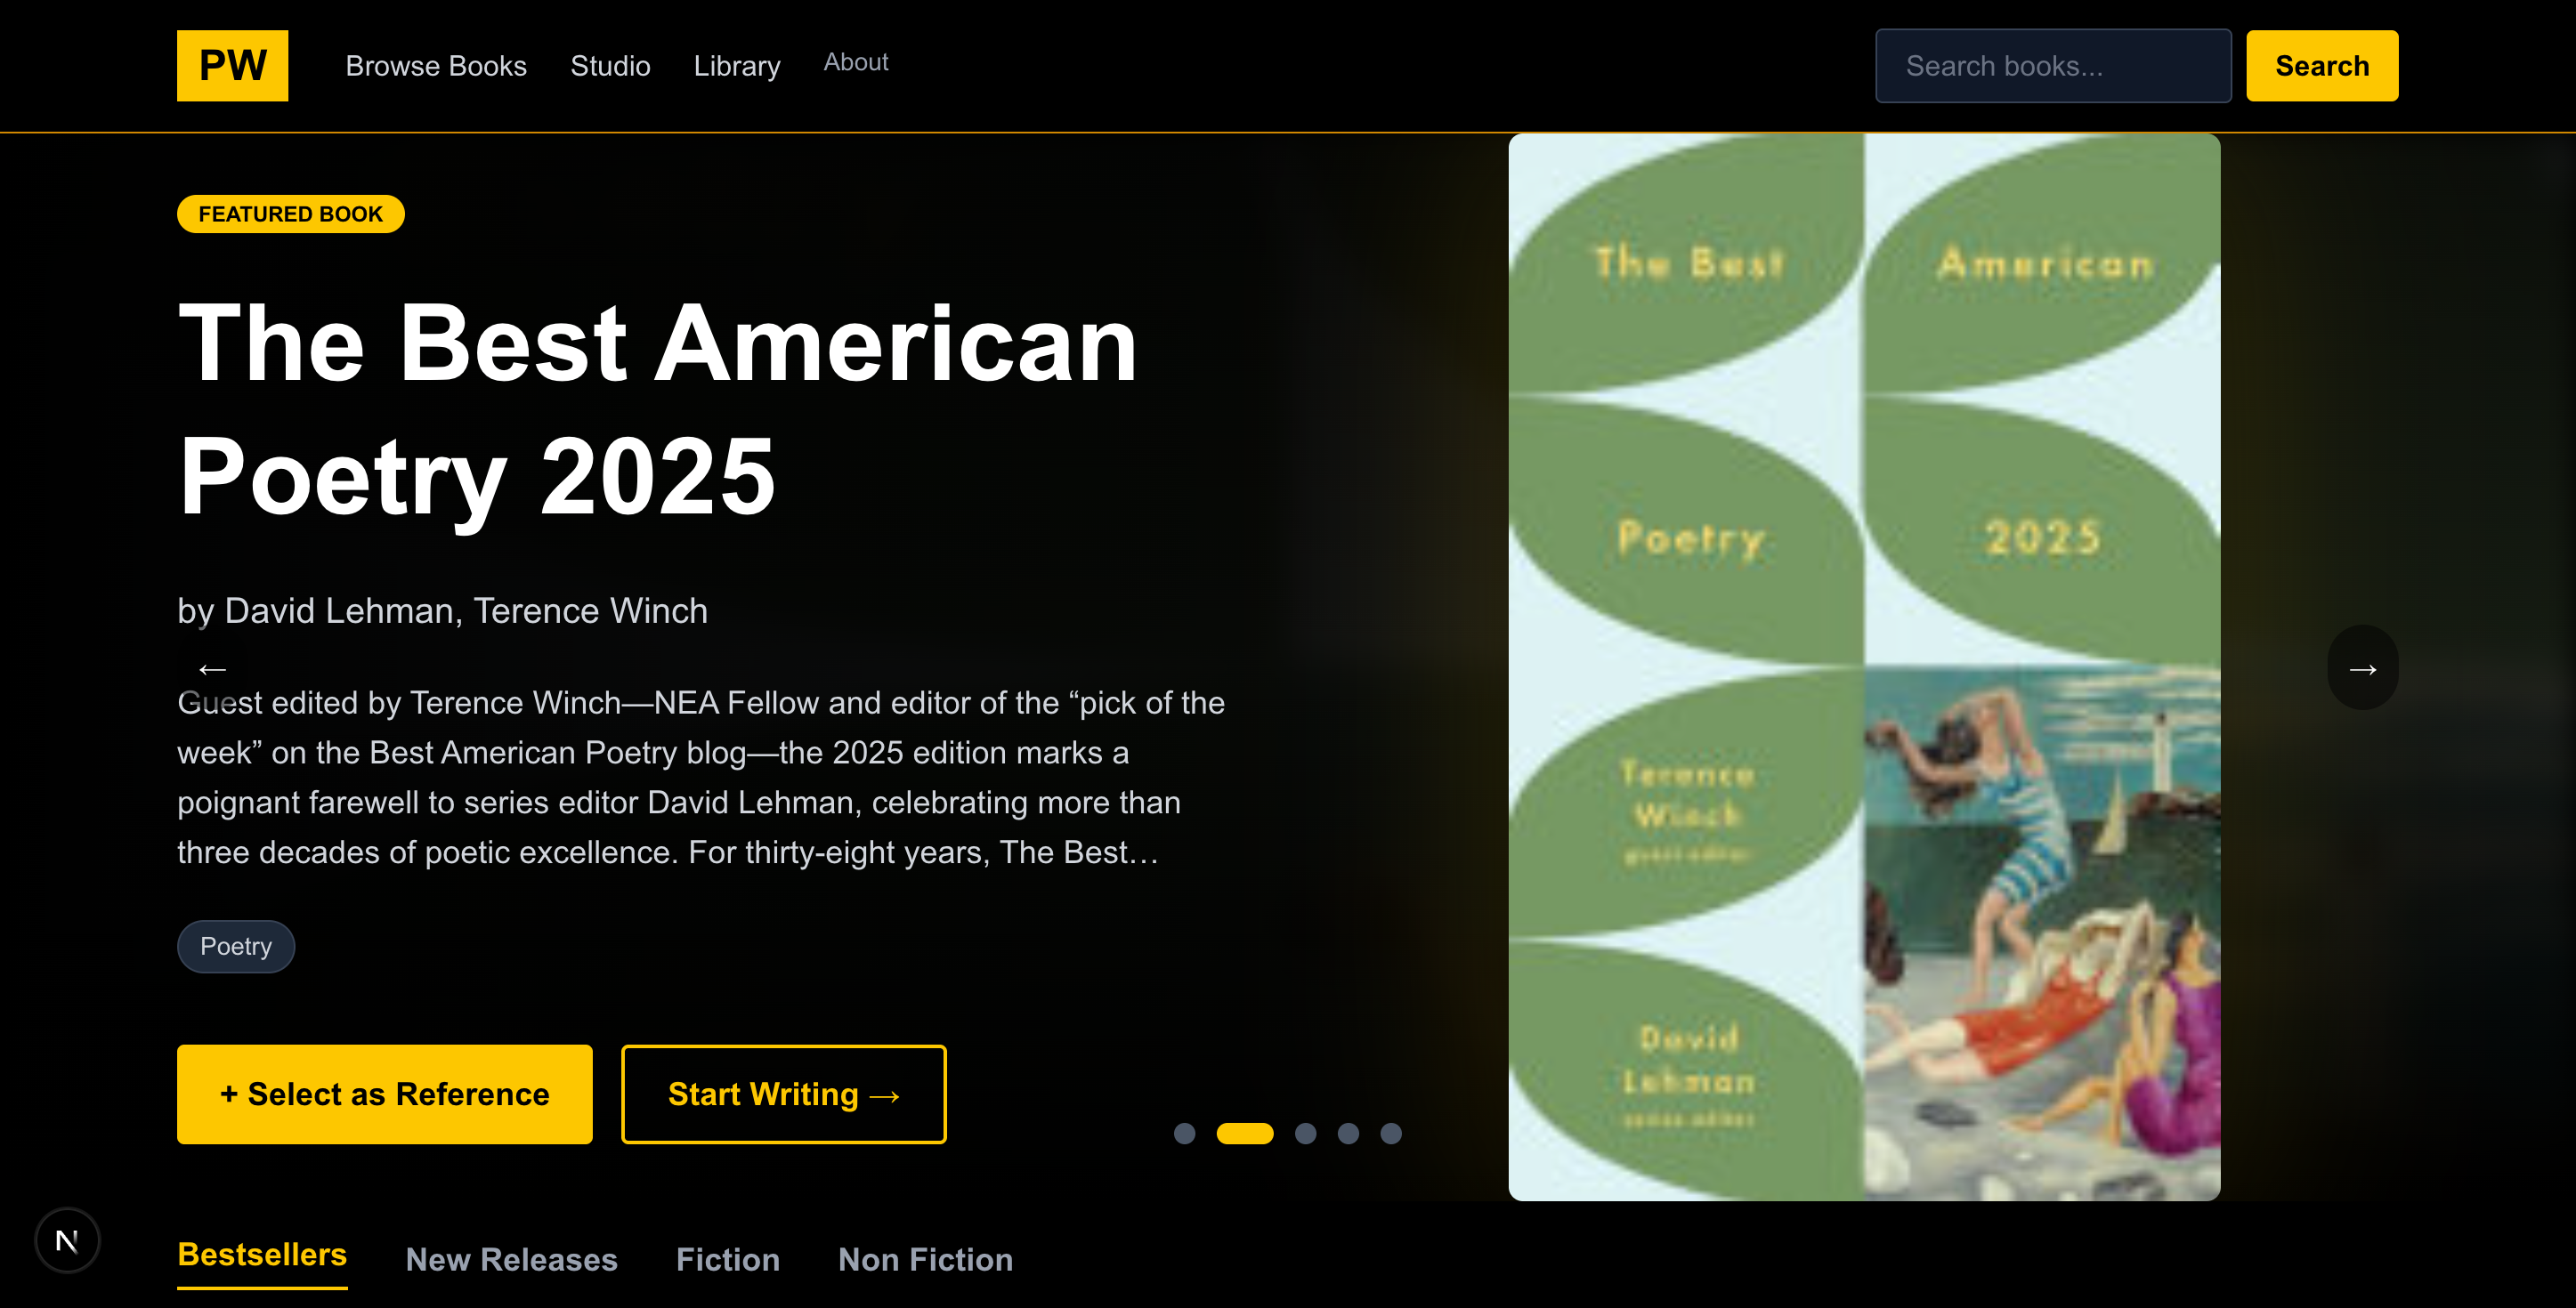 PW
Browse Books
Studio
Library
About
Search books...
Search
FEATURED BOOK
The Best American
Poetry 2025
by David Lehman, Terence Winch
←
Guest edited by Terence Winch—NEA Fellow and editor of the “pick of the
week” on the Best American Poetry blog—the 2025 edition marks a
poignant farewell to series editor David Lehman, celebrating more than
three decades of poetic excellence. For thirty-eight years, The Best…
Poetry
+ Select as Reference
Start Writing →
The Best
American
Poetry
2025
Terence
Winch
guest editor
David
Lehman
series editor
→
N
Bestsellers
New Releases
Fiction
Non Fiction